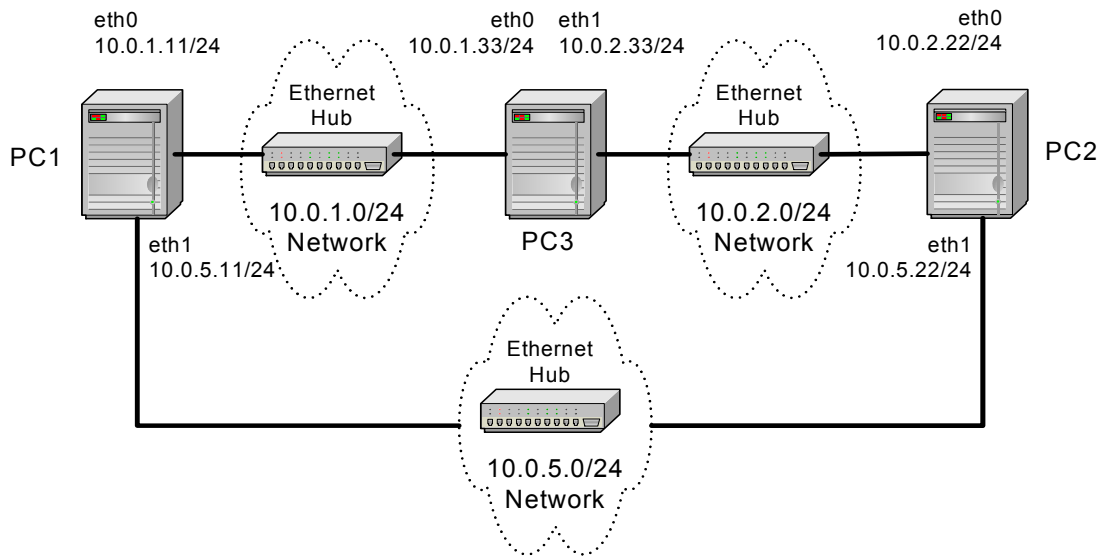 eth0
10.0.1.11/24
eth0
10.0.1.33/24
eth1
10.0.2.33/24
eth0
10.0.2.22/24
Ethernet
Hub
Ethernet
Hub
PC1
PC2
10.0.1.0/24
Network
PC3
10.0.2.0/24
Network
eth1
10.0.5.11/24
eth1
10.0.5.22/24
Ethernet
Hub
10.0.5.0/24
Network